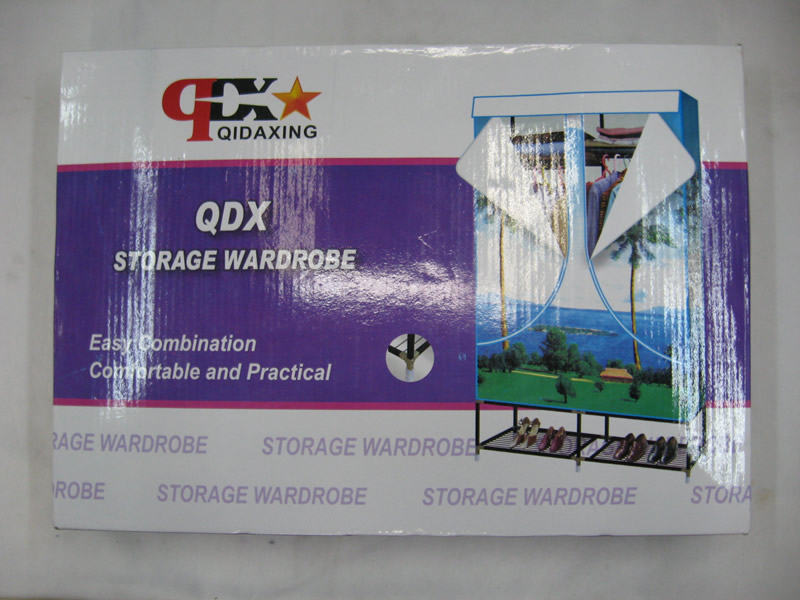 QDX
QIDAXING
QDX
STORAGE WARDROBE
Easy Combination
Comfortable and Practical
RAGE WARDROBE STORAGE WARDROBE
ROBE STORAGE WARDROBE STORAGE WARDROBE STORA